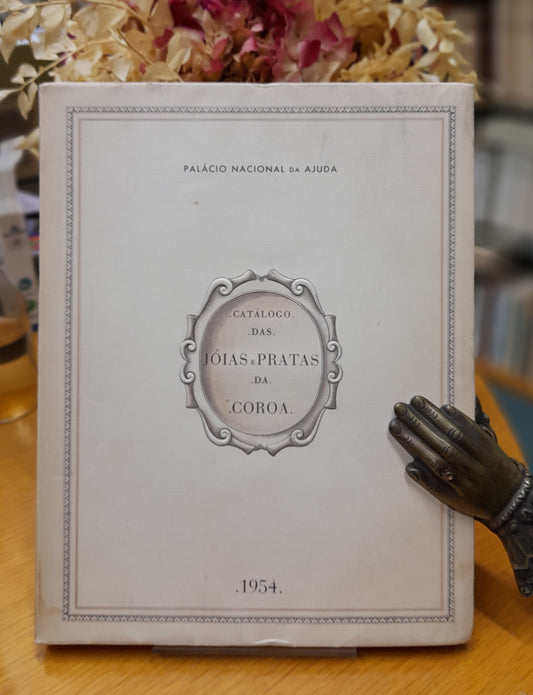 PALÁCIO NACIONAL DA AJUDA
.CATÁLOGO.
.DAS.
JÓIAS E PRATAS
.DA.
.COROA.
.1954.